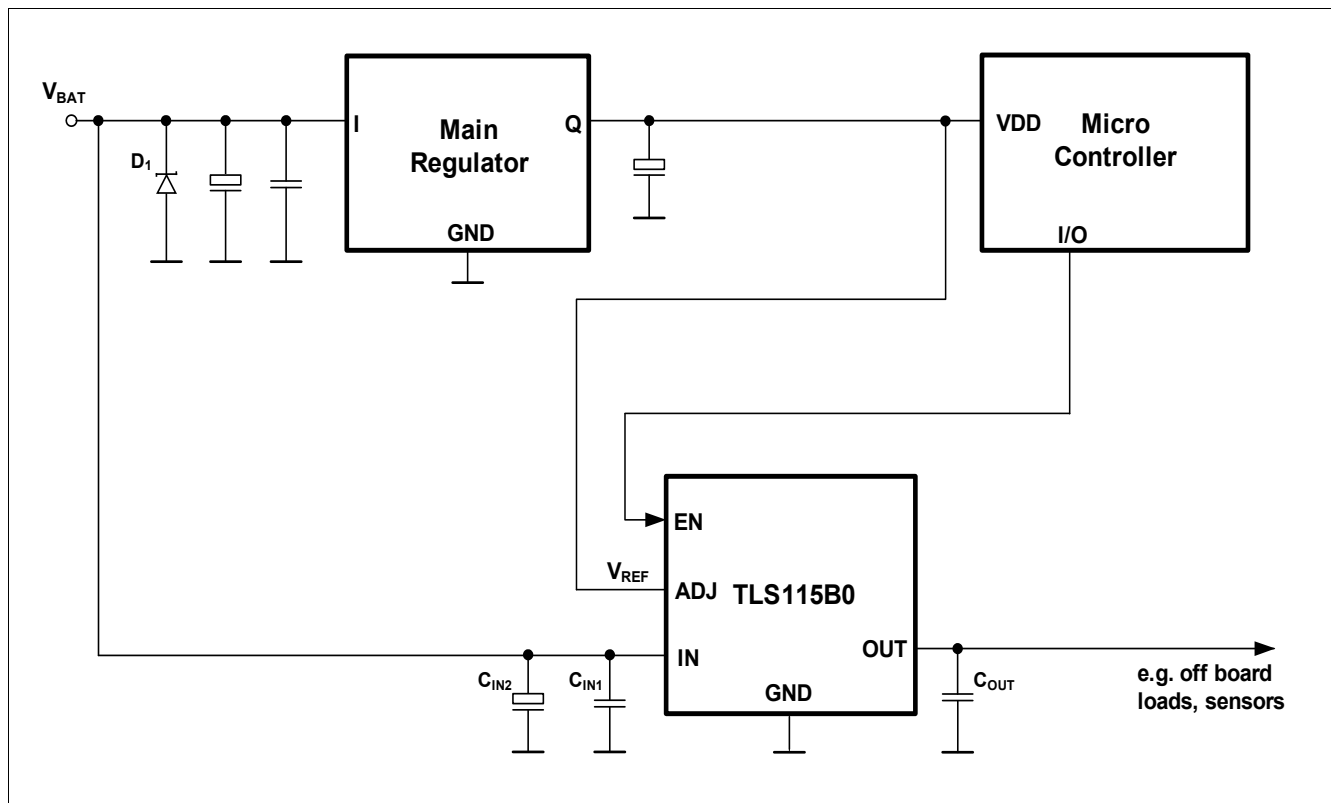 V_BAT
D_1
I
Main
Regulator
Q
GND
VDD
Micro
Controller
I/O
EN
V_REF
ADJ
TLS115B0
IN
OUT
GND
C_IN2
C_IN1
C_OUT
e.g. off board
loads, sensors